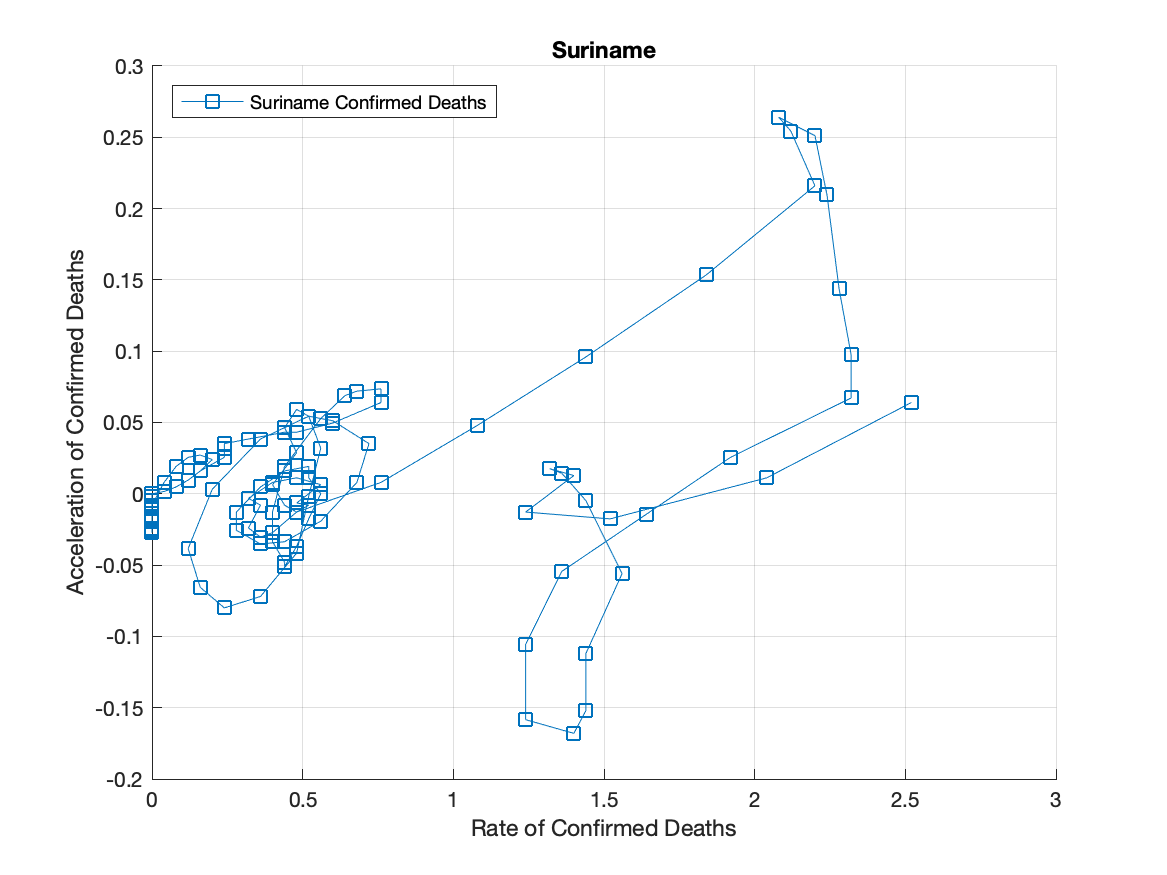 Suriname
Suriname Confirmed Deaths
0.3
0.25
0.2
0.15
0.1
0.05
0
-0.05
-0.1
-0.15
-0.2
Acceleration of Confirmed Deaths
0 0.5 1 1.5 2 2.5 3
Rate of Confirmed Deaths